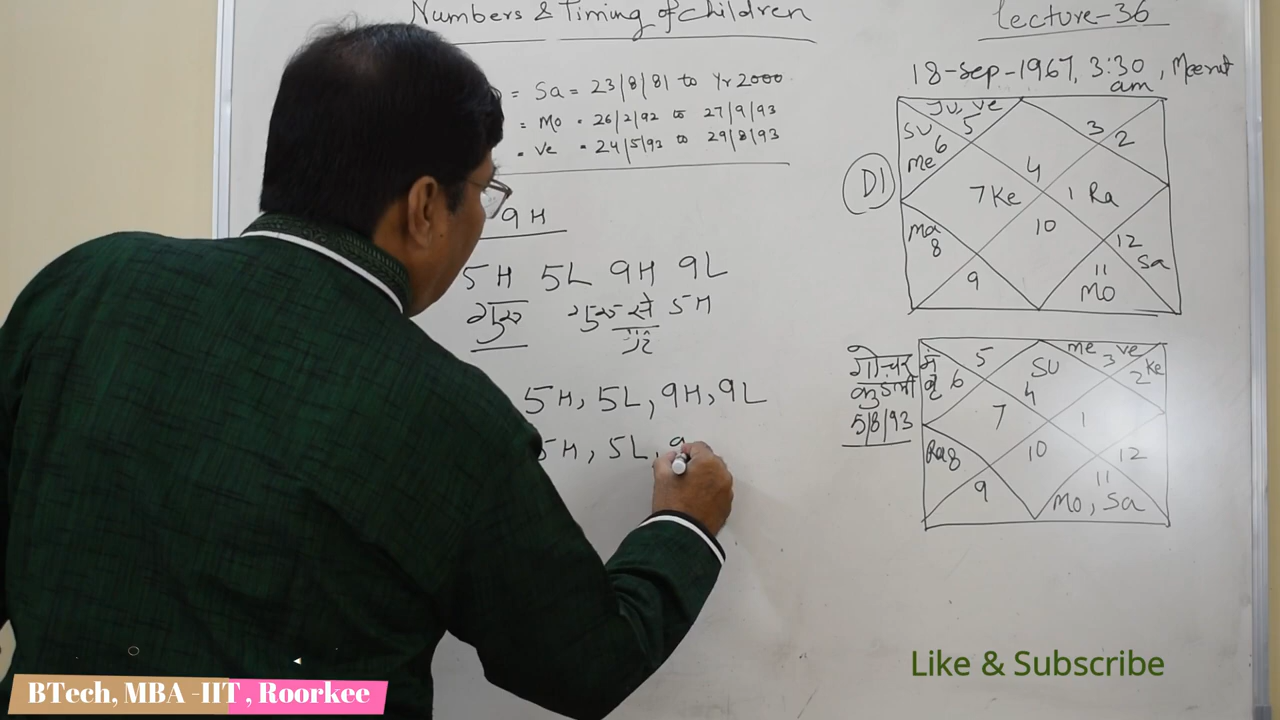 Numbers & Timing of children
= Sa = 23/8/81 to Yr 2000
= Mo = 26/2/92 to 27/9/93
= Ve = 24/5/93 to 29/8/93
9H
5H 5L 9H 9L
गुरु गुरु से 5H
में
5H, 5L, 9H, 9L
5H, 5L, 9
lecture-36
18-Sep-1967, 3:30 am, Meerut
D1
Ju, Ve
5
3
2
Su
6
Me
4
7 Ke
1 Ra
10
Ma
8
12
Sa
9
11
Mo
गोचर में
कुंडली
5/8/93
5
Su
Me
3
Ve
2
Ke
6
4
7
1
Ra 8
10
12
9
11
Mo, Sa
Like & Subscribe
BTech, MBA -IIT , Roorkee